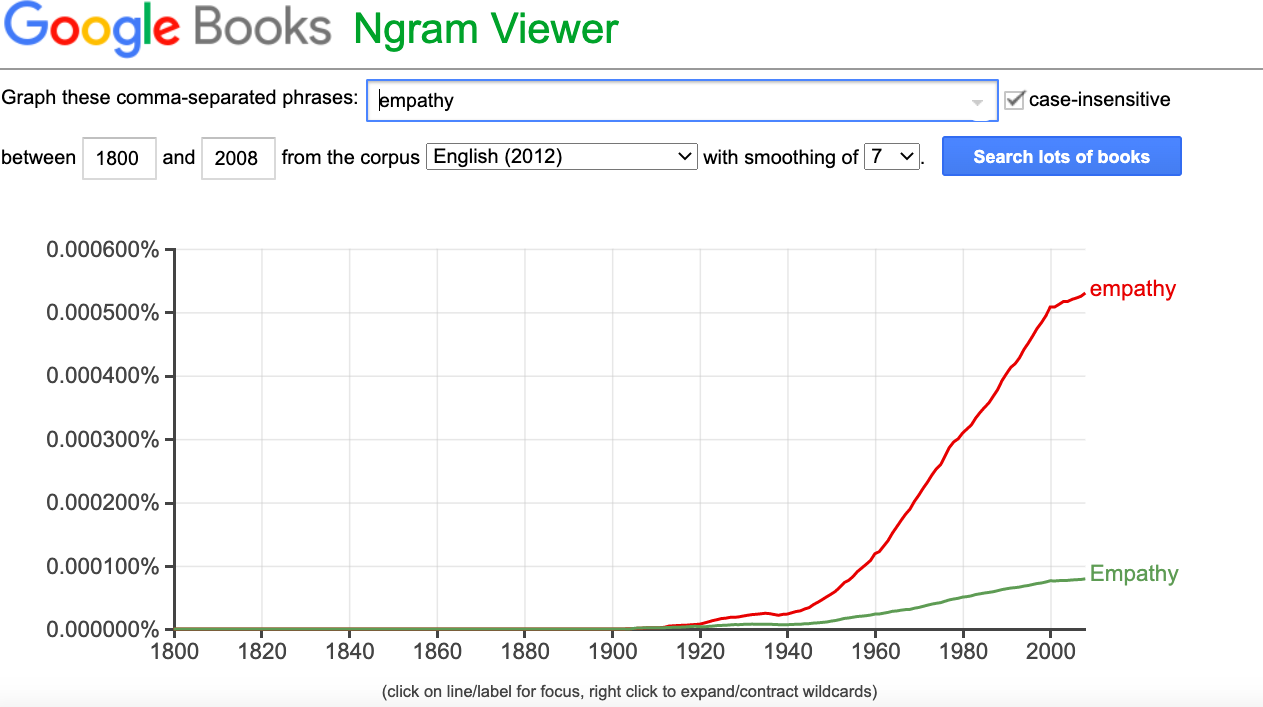 Google Books Ngram Viewer
Graph these comma-separated phrases: empathy case-insensitive
between 1800 and 2008 from the corpus English (2012) with smoothing of 7. Search lots of books
0.000600%
empathy
0.000500%
0.000400%
0.000300%
0.000200%
0.000100%
Empathy
0.000000%
1800 1820 1840 1860 1880 1900 1920 1940 1960 1980 2000
(click on line/label for focus, right click to expand/contract wildcards)